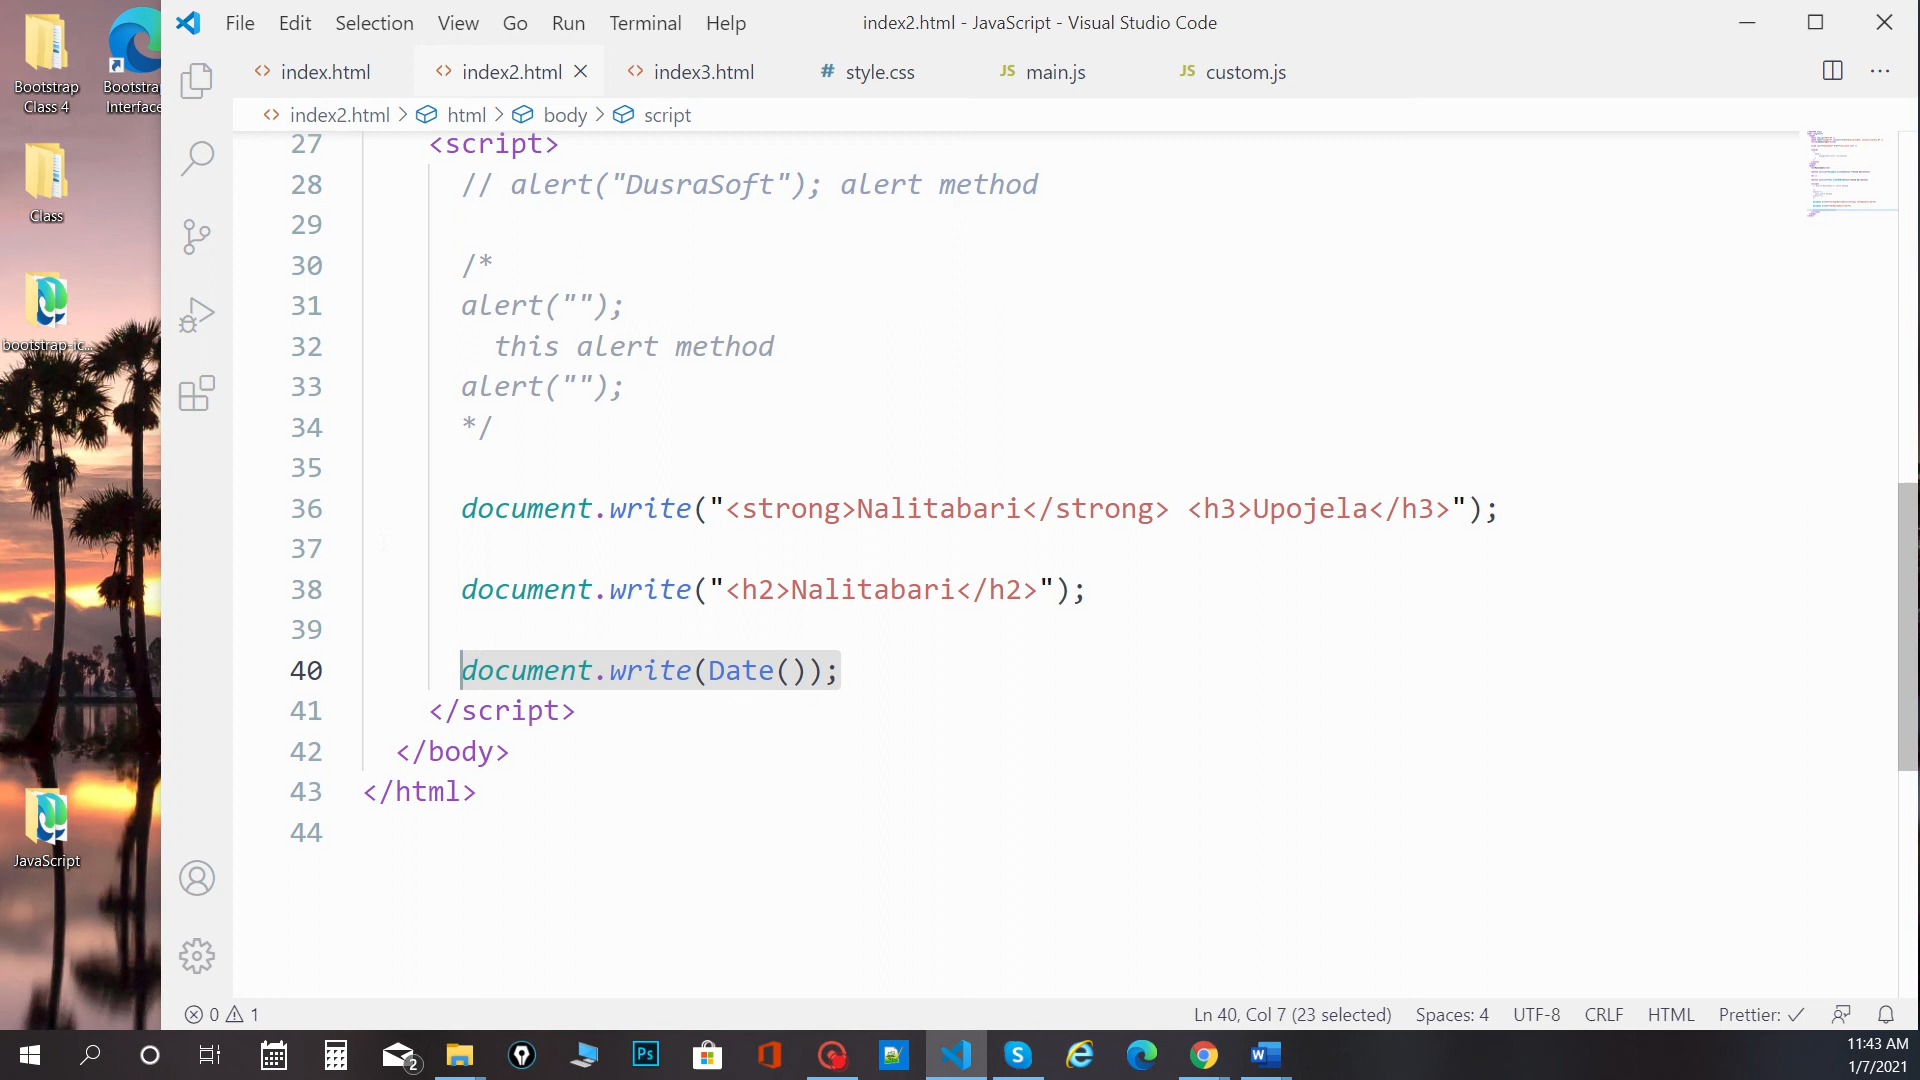 File Edit Selection View Go Run Terminal Help
index2.html - JavaScript - Visual Studio Code
index.html
index2.html
index3.html
# style.css
JS main.js
JS custom.js
index2.html > html > body > script
27 <script>
28 // alert("DusraSoft"); alert method
29
30 /*
31 alert("");
32 this alert method
33 alert("");
34 */
35
36 document.write("<strong>Nalitabari</strong> <h3>Upojela</h3>");
37
38 document.write("<h2>Nalitabari</h2>");
39
40 document.write(Date());
41 </script>
42 </body>
43 </html>
44
0 1
Ln 40, Col 7 (23 selected) Spaces: 4 UTF-8 CRLF HTML Prettier: ✓
Bootstrap
Class 4
Bootstra
Interface
Class
bootstrap-ic...
JavaScript
2
Ps
S
W
11:43 AM
1/7/2021